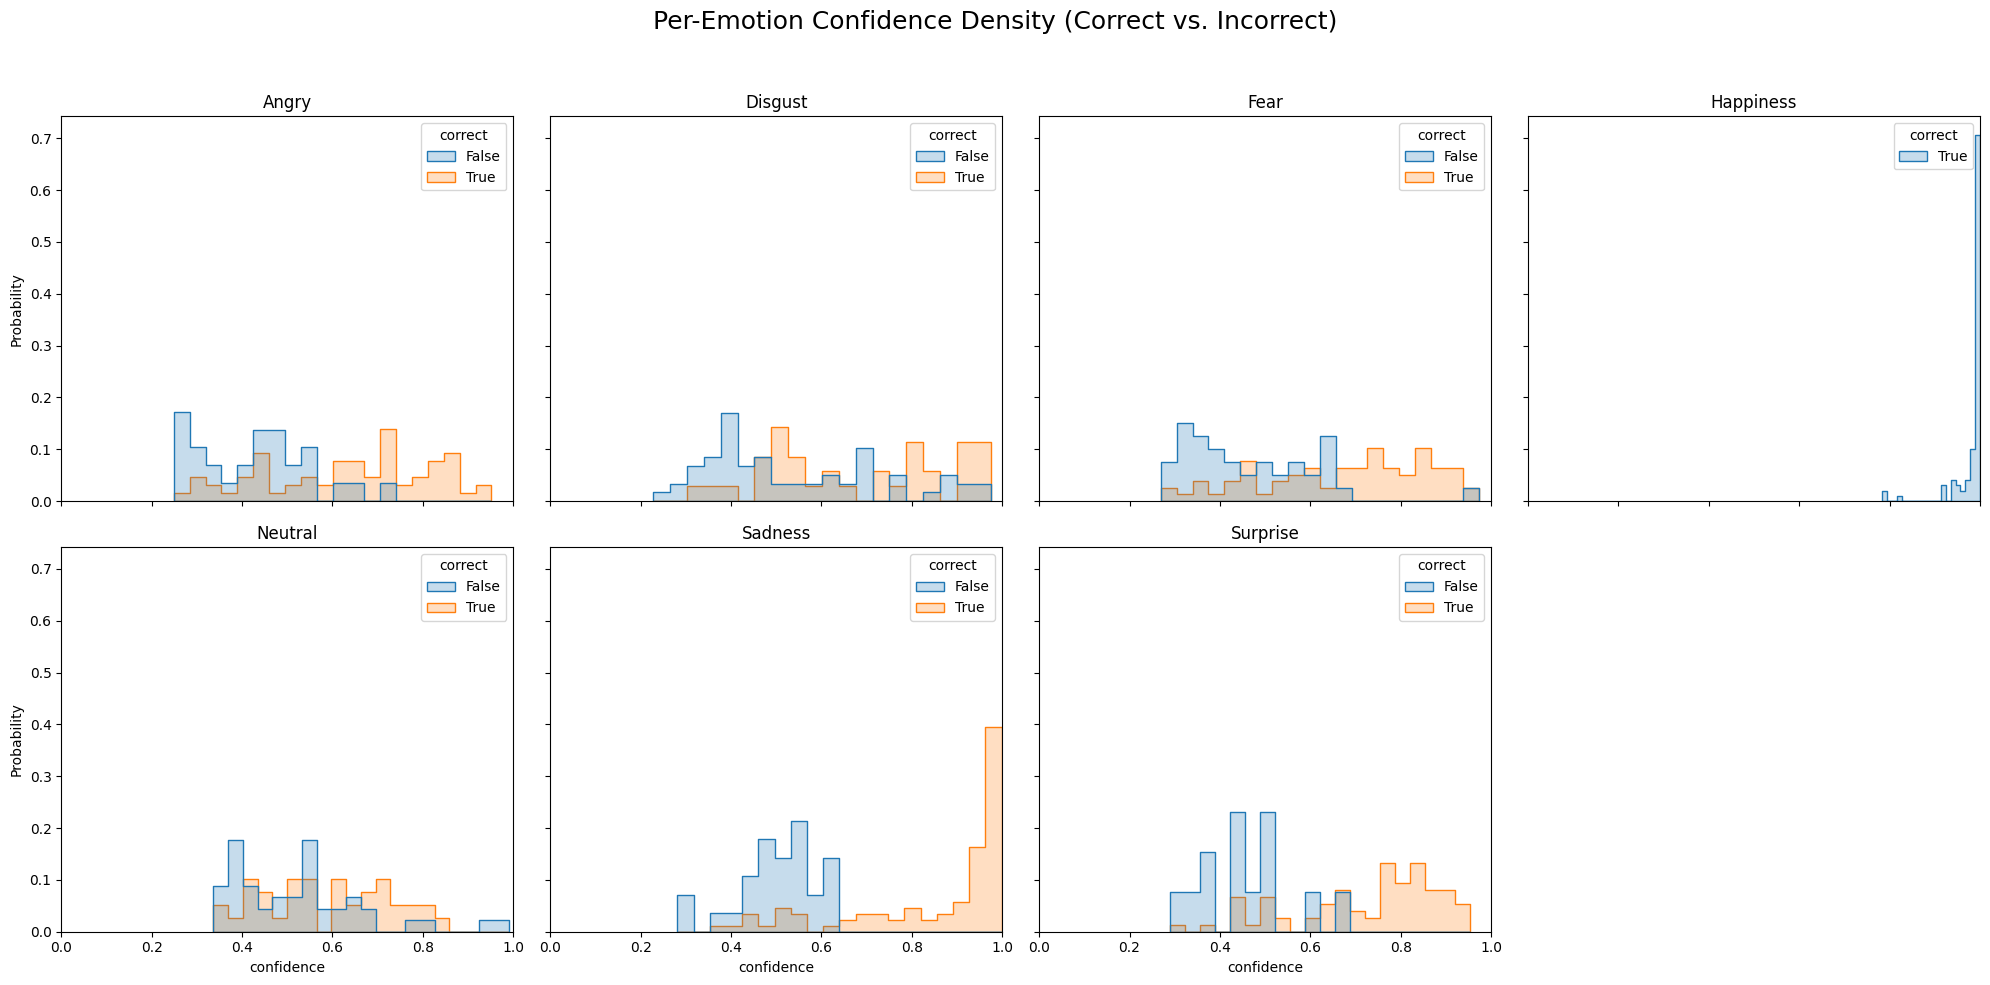 Per-Emotion Confidence Density (Correct vs. Incorrect)
Angry
Disgust
Fear
Happiness
Probability
0.7
0.6
0.5
0.4
0.3
0.2
0.1
0.0
correct
False
True
correct
False
True
correct
False
True
correct
True
Neutral
Sadness
Surprise
Probability
0.7
0.6
0.5
0.4
0.3
0.2
0.1
0.0
correct
False
True
correct
False
True
correct
False
True
0.0 0.2 0.4 0.6 0.8 1.0
0.2 0.4 0.6 0.8 1.0
0.0 0.2 0.4 0.6 0.8 1.0
confidence
confidence
confidence